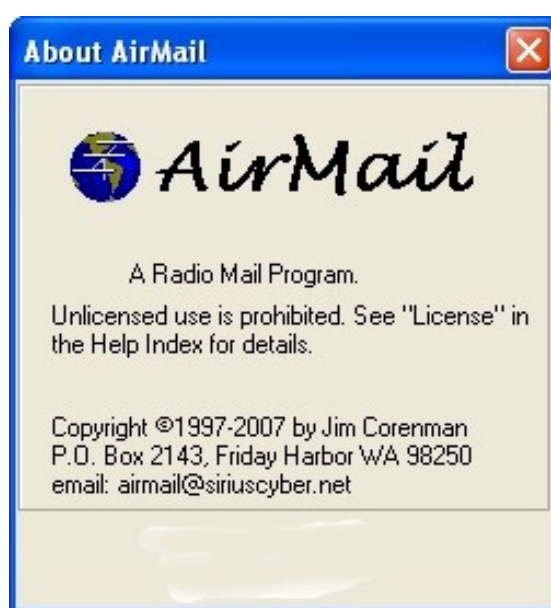 About AirMail
AirMail
A Radio Mail Program.
Unlicensed use is prohibited. See "License" in
the Help Index for details.
Copyright ©1997-2007 by Jim Corenman
P.O. Box 2143, Friday Harbor WA 98250
email: airmail@siriuscyber.net